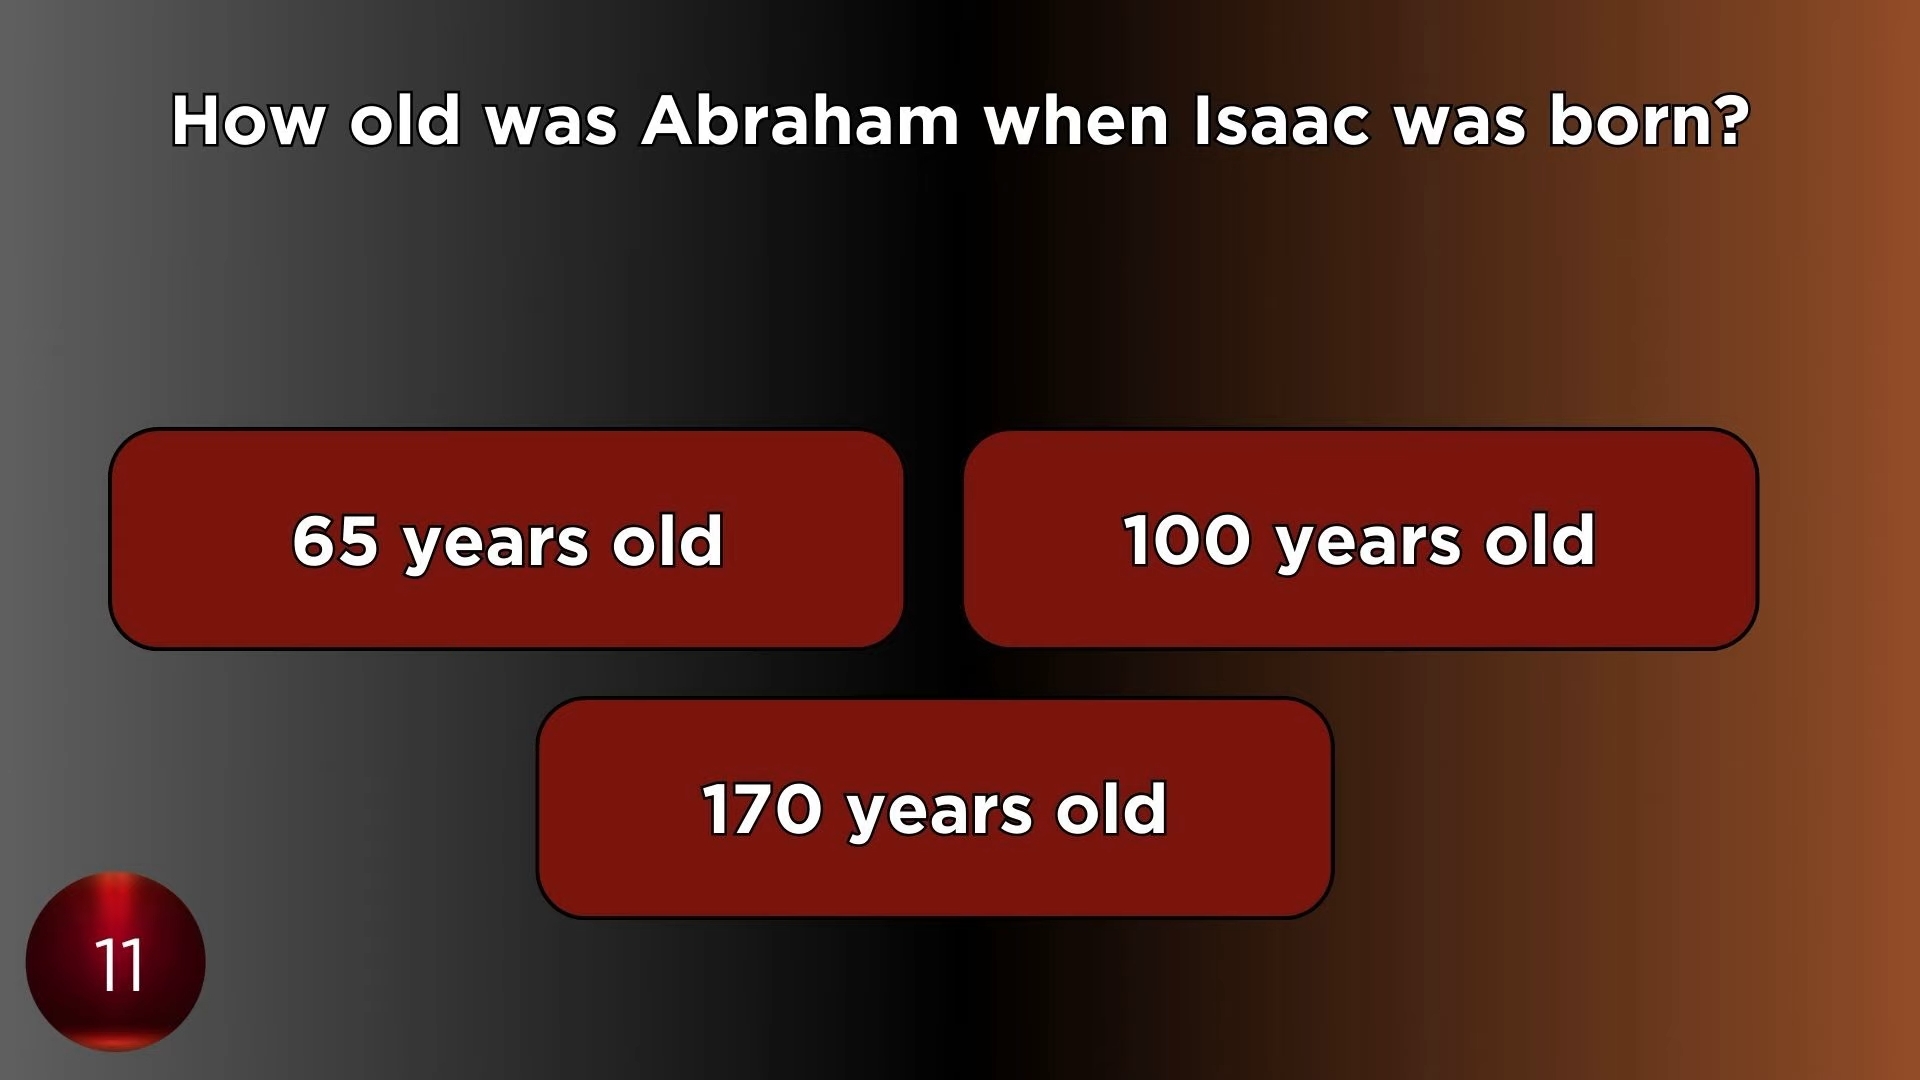 How old was Abraham when Isaac was born?
65 years old
100 years old
170 years old
11